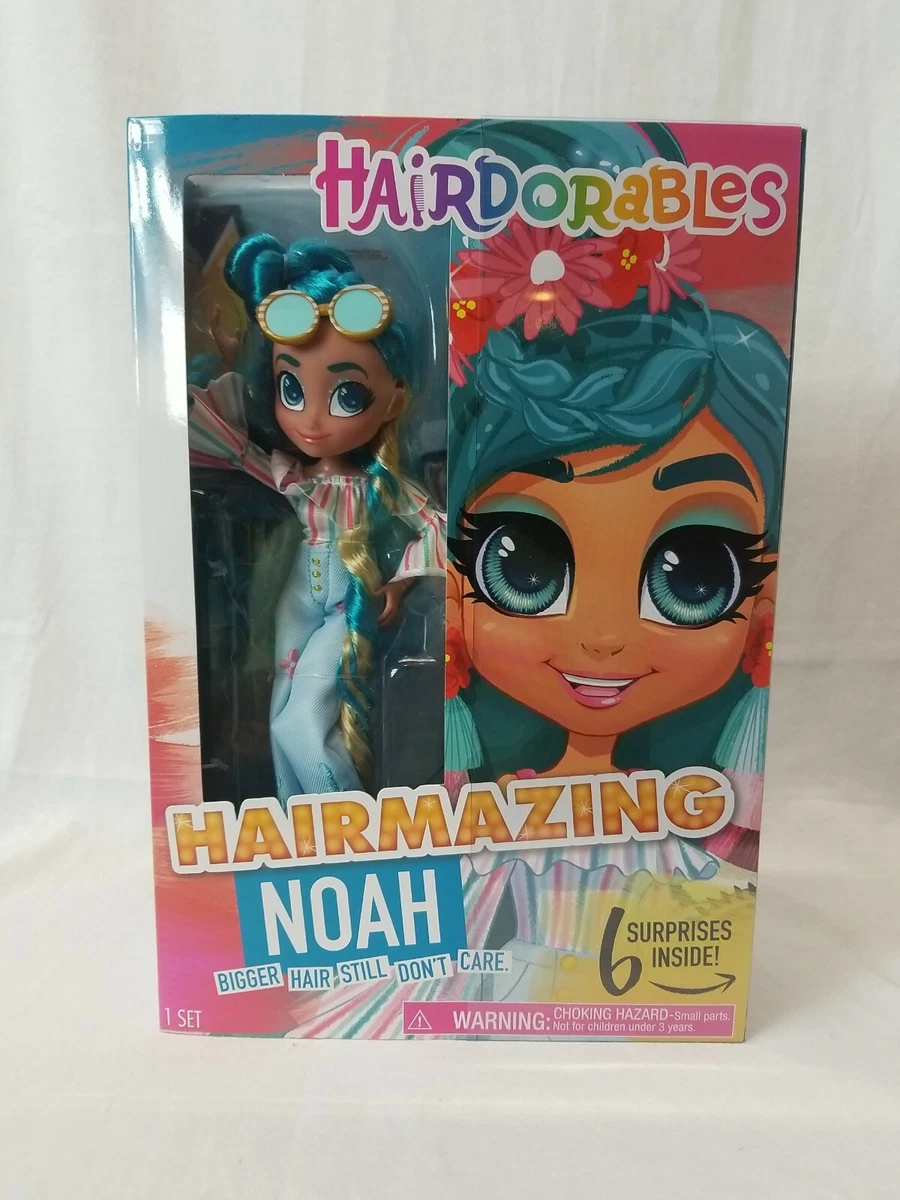 HAIRDORABLES
HAIRMAZING
NOAH
BIGGER HAIR STILL DON'T CARE.
6 SURPRISES
INSIDE!
1 SET
WARNING: CHOKING HAZARD-Small parts.
Not for children under 3 years.